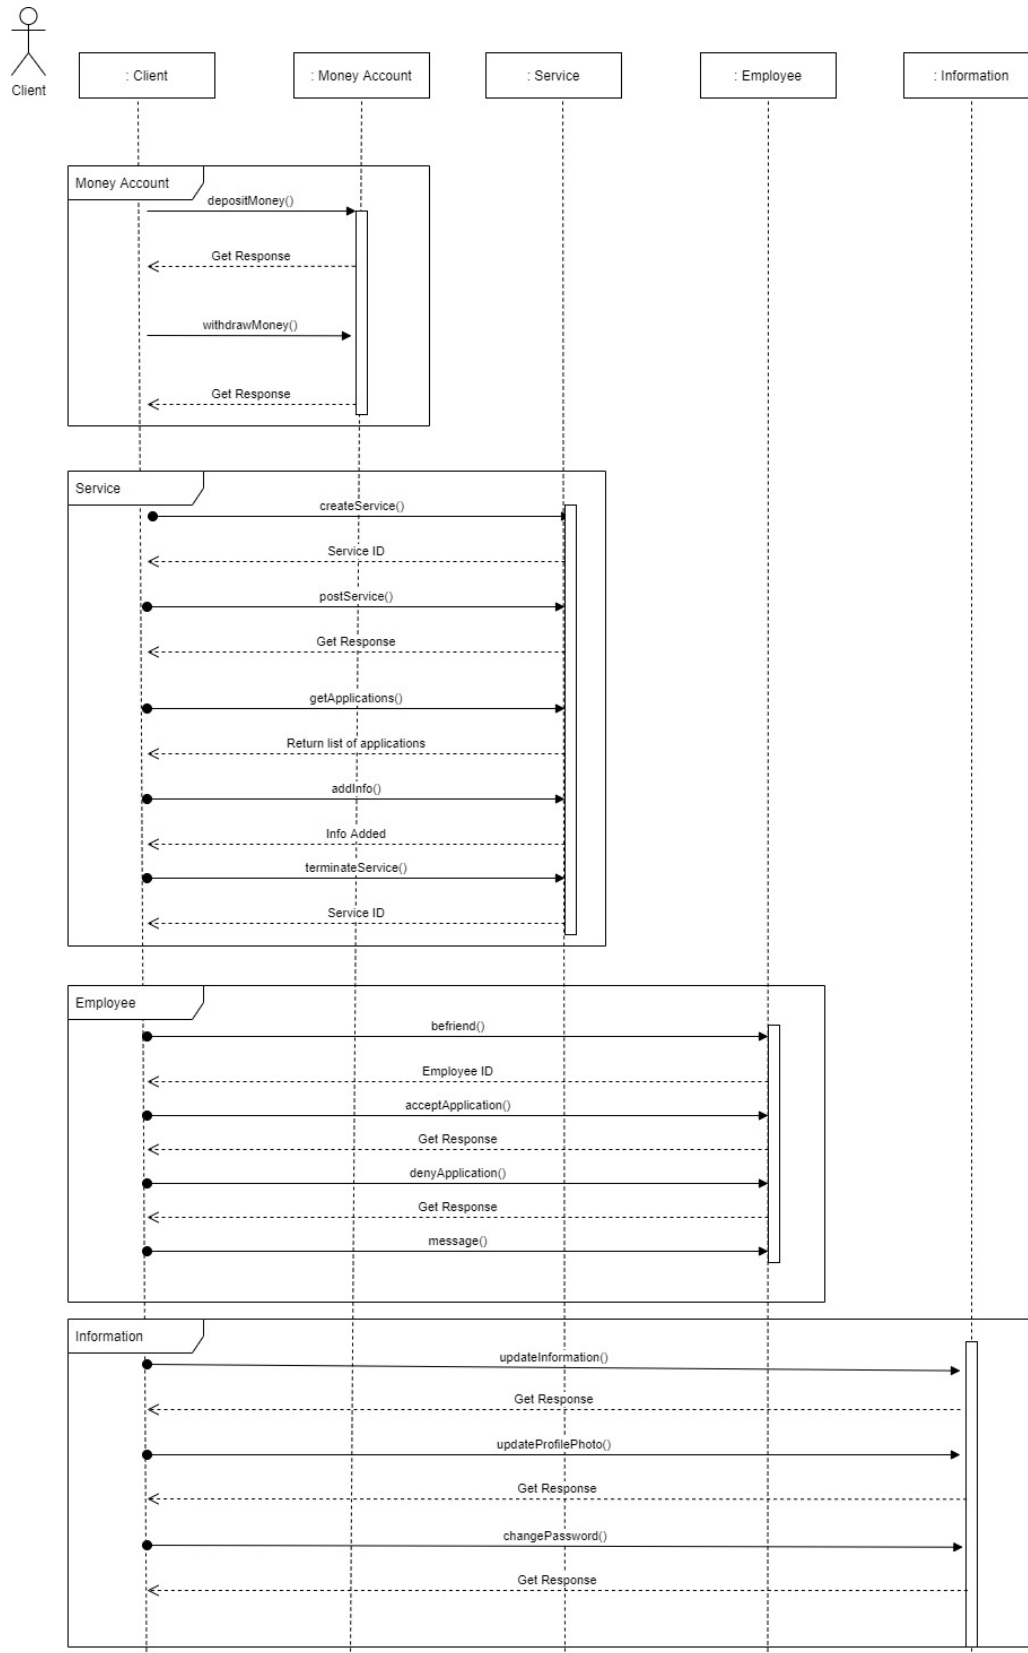 Client
: Client
: Money Account
: Service
: Employee
: Information
Money Account
depositMoney()
Get Response
withdrawMoney()
Get Response
Service
createService()
Service ID
postService()
Get Response
getApplications()
Return list of applications
addInfo()
Info Added
terminateService()
Service ID
Employee
befriend()
Employee ID
acceptApplication()
Get Response
denyApplication()
Get Response
message()
Information
updateInformation()
Get Response
updateProfilePhoto()
Get Response
changePassword()
Get Response